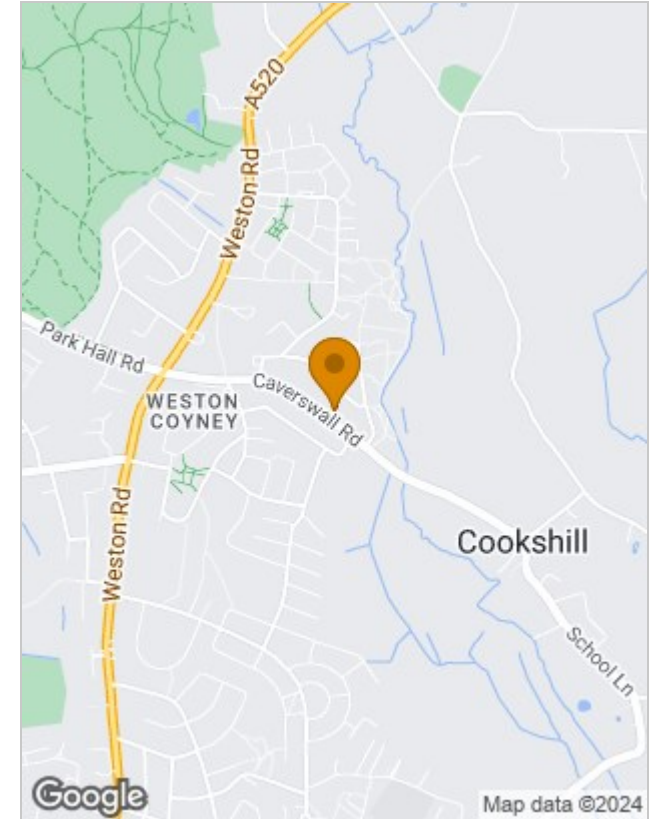 A520
Weston Rd
Park Hall Rd
Caverswall Rd
WESTON
COYNEY
Weston Rd
Cookshill
School Ln
Google
Map data ©2024